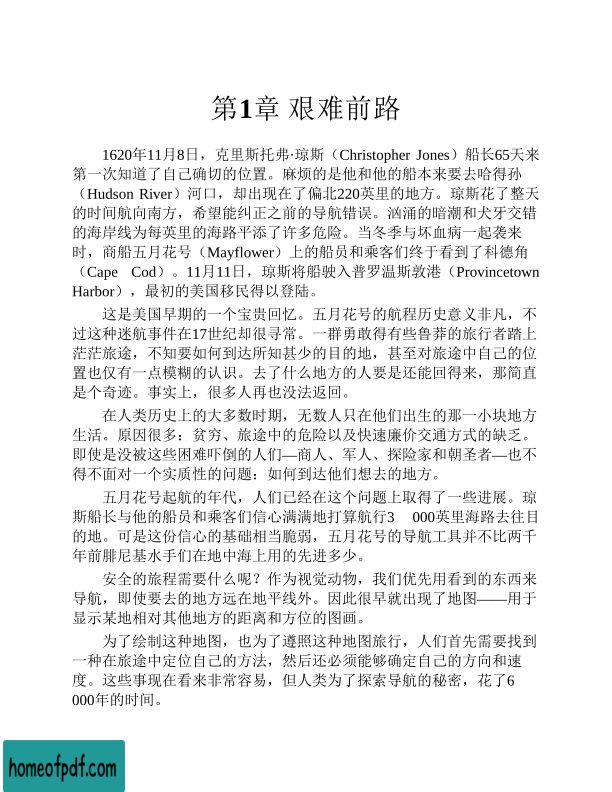 第1章 艰难前路
1620年11月8日，克里斯托弗·琼斯（Christopher Jones）船长65天来
第一次知道了自己确切的位置。麻烦的是他和他的船本来要去哈得孙
（Hudson River）河口，却出现在了偏北220英里的地方。琼斯花了整天
的时间航向南方，希望能纠正之前的导航错误。汹涌的暗潮和犬牙交错
的海岸线为每英里的海路平添了许多危险。当冬季与坏血病一起袭来
时，商船五月花号（Mayflower）上的船员和乘客们终于看到了科德角
（Cape Cod）。11月11日，琼斯将船驶入普罗温斯敦港（Provincetown
Harbor），最初的美国移民得以登陆。
这是美国早期的一个宝贵回忆。五月花号的航程历史意义非凡，不
过这种迷航事件在17世纪却很寻常。一群勇敢得有些鲁莽的旅行者踏上
茫茫旅途，不知要如何到达所知甚少的目的地，甚至对旅途中自己的位
置也仅有一点模糊的认识。去了什么地方的人要是还能回得来，那简直
是个奇迹。事实上，很多人再也没法返回。
在人类历史上的大多数时期，无数人只在他们出生的那一小块地方
生活。原因很多：贫穷、旅途中的危险以及快速廉价交通方式的缺乏。
即使是没被这些困难吓倒的人们—商人、军人、探险家和朝圣者—也不
得不面对一个实质性的问题：如何到达他们想去的地方。
五月花号起航的年代，人们已经在这个问题上取得了一些进展。琼
斯船长与他的船员和乘客们信心满满地打算航行3 000英里海路去往目
的地。可是这份信心的基础相当脆弱，五月花号的导航工具并不比两千
年前腓尼基水手们在地中海上用的先进多少。
安全的旅程需要什么呢？作为视觉动物，我们优先用看到的东西来
导航，即使要去的地方远在地平线外。因此很早就出现了地图——用于
显示某地相对其他地方的距离和方位的图画。
为了绘制这种地图，也为了遵照这种地图旅行，人们首先需要找到
一种在旅途中定位自己的方法，然后还必须能够确定自己的方向和速
度。这些事现在看来非常容易，但人类为了探索导航的秘密，花了6
000年的时间。
homeofpdf.com